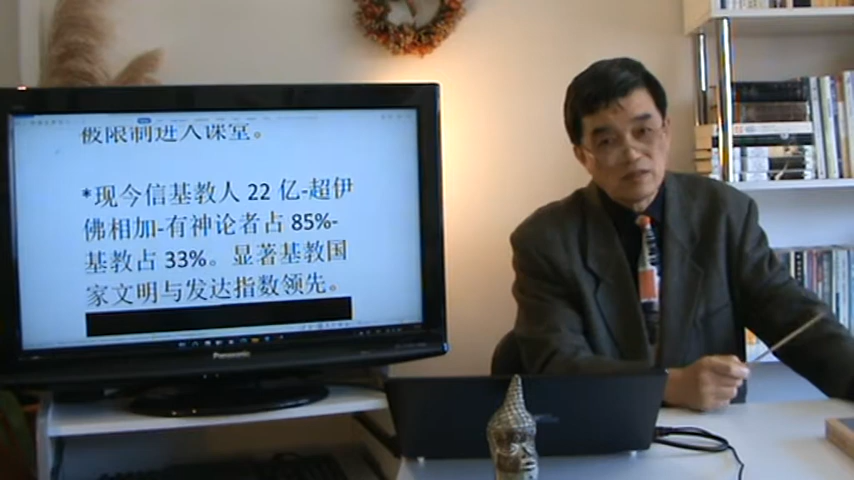 被限制进入课堂。
*现今信基教人 22 亿-超伊
佛相加-有神论者占 85%-
基教占 33%。显著基教国
家文明与发达指数领先。
Panasonic